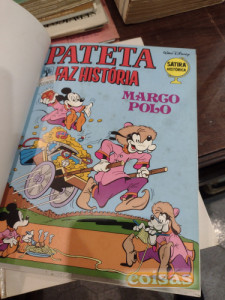 Walt Disney
PATETA
FAZ HISTÓRIA
SÁTIRA
HISTÓRICA
MARCO
POLO
coisas